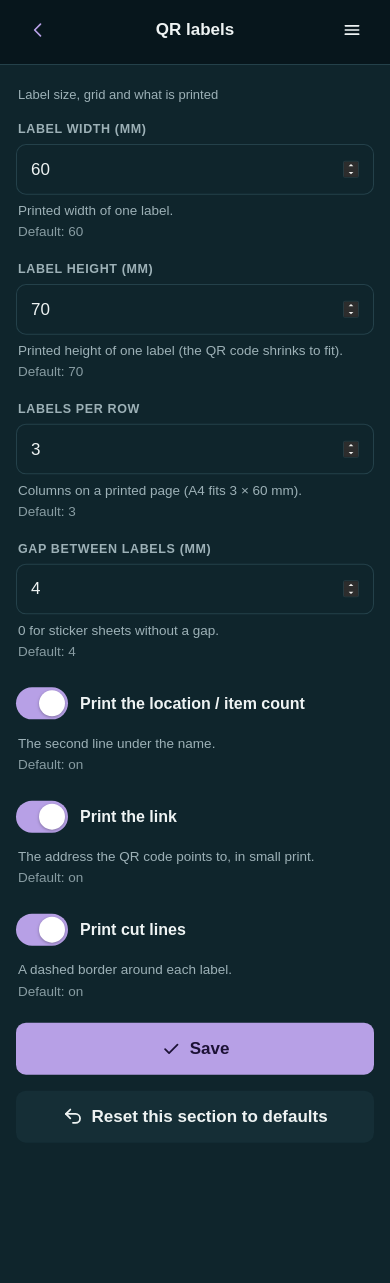 QR labels
Label size, grid and what is printed
LABEL WIDTH (MM)
60
Printed width of one label.
Default: 60
LABEL HEIGHT (MM)
70
Printed height of one label (the QR code shrinks to fit).
Default: 70
LABELS PER ROW
3
Columns on a printed page (A4 fits 3 × 60 mm).
Default: 3
GAP BETWEEN LABELS (MM)
4
0 for sticker sheets without a gap.
Default: 4
Print the location / item count
The second line under the name.
Default: on
Print the link
The address the QR code points to, in small print.
Default: on
Print cut lines
A dashed border around each label.
Default: on
Save
Reset this section to defaults